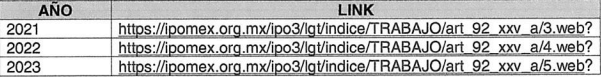 AÑO LINK
2021 https://ipomex.org.mx/ipo3/lgt/indice/TRABAJO/art_92_xxv_a/3.web?
2022 https://ipomex.org.mx/ipo3/lgt/indice/TRABAJO/art_92_xxv_a/4.web?
2023 https://ipomex.org.mx/ipo3/lgt/indice/TRABAJO/art_92_xxv_a/5.web?